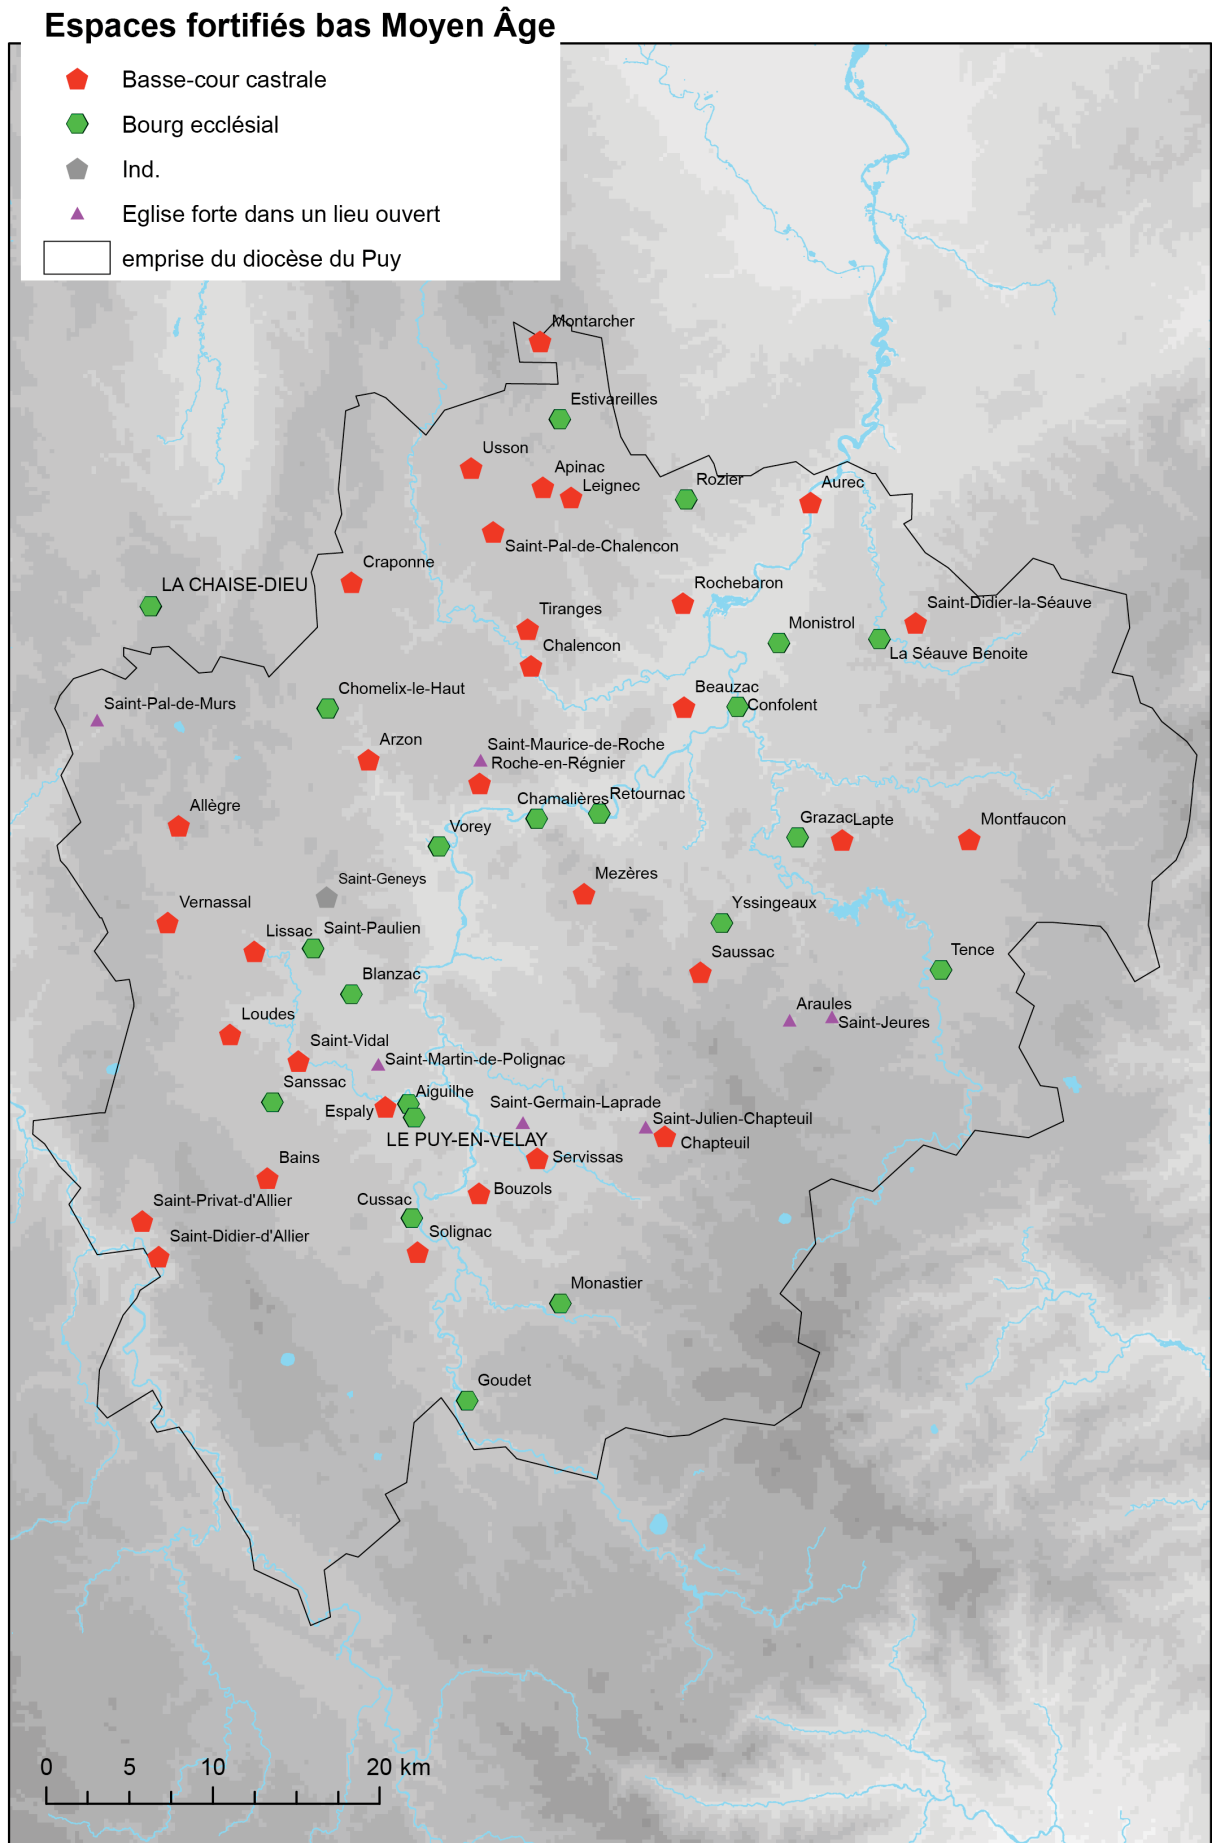 Espaces fortifiés bas Moyen Âge
Basse-cour castrale
Bourg ecclésial
Ind.
Eglise forte dans un lieu ouvert
emprise du diocèse du Puy
Montarcher
Estivareilles
Usson
Apinac
Leignec
Rozier
Aurec
Saint-Pal-de-Chalencon
Craponne
LA CHAISE-DIEU
Rochebaron
Saint-Didier-la-Séauve
Tiranges
Monistrol
Chalencon
La Séauve Benoite
Chomelix-le-Haut
Beauzac
Confolent
Saint-Pal-de-Murs
Arzon
Saint-Maurice-de-Roche
Roche-en-Régnier
Chamalières
Retournac
Allègre
Vorey
Grazac
Lapte
Montfaucon
Saint-Geneys
Mezères
Vernassal
Yssingeaux
Lissac
Saint-Paulien
Saussac
Tence
Blanzac
Araules
Saint-Jeures
Loudes
Saint-Vidal
Saint-Martin-de-Polignac
Sanssac
Aiguilhe
Espaly
Saint-Germain-Laprade
Saint-Julien-Chapteuil
LE PUY-EN-VELAY
Chapteuil
Servissas
Bains
Bouzols
Saint-Privat-d'Allier
Cussac
Saint-Didier-d'Allier
Solignac
Monastier
Goudet
0 5 10 20 km